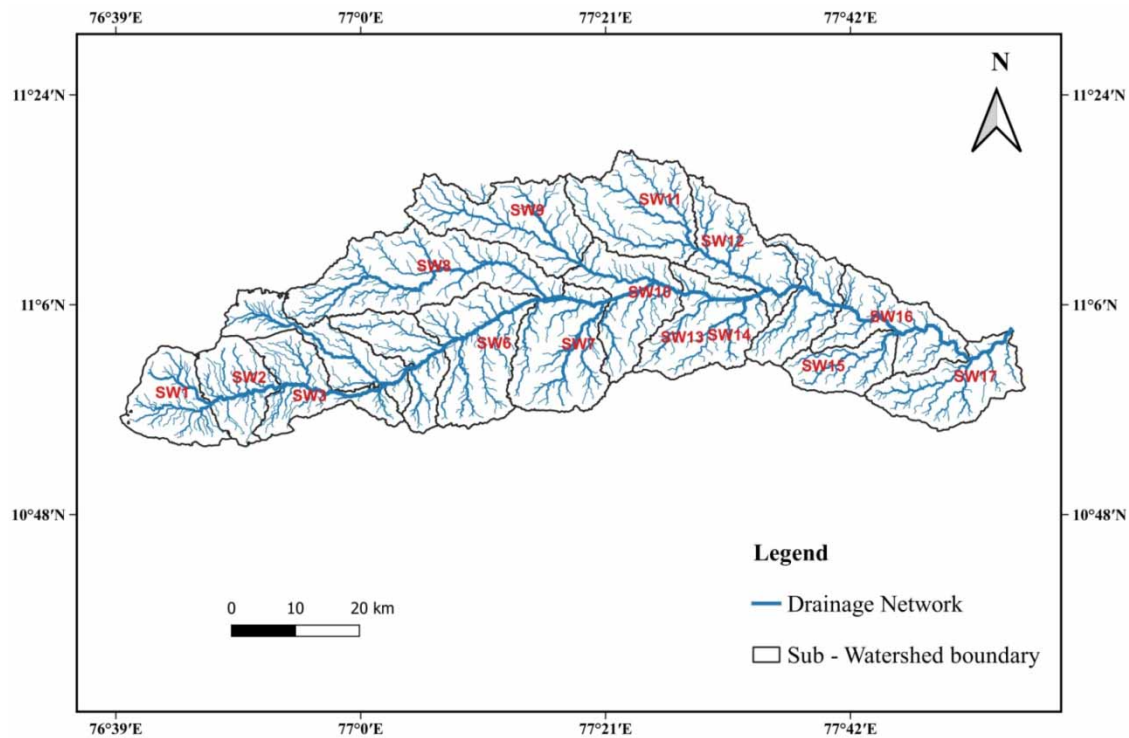 76°39′E 77°0′E 77°21′E 77°42′E
N
11°24′N 11°24′N
SW11
SW9
SW12
SW8
SW10
11°6′N 11°6′N
SW16
SW13 SW14
SW6 SW7
SW15
SW2
SW17
SW1 SW3
10°48′N 10°48′N
Legend
0 10 20 km
Drainage Network
Sub - Watershed boundary
76°39′E 77°0′E 77°21′E 77°42′E